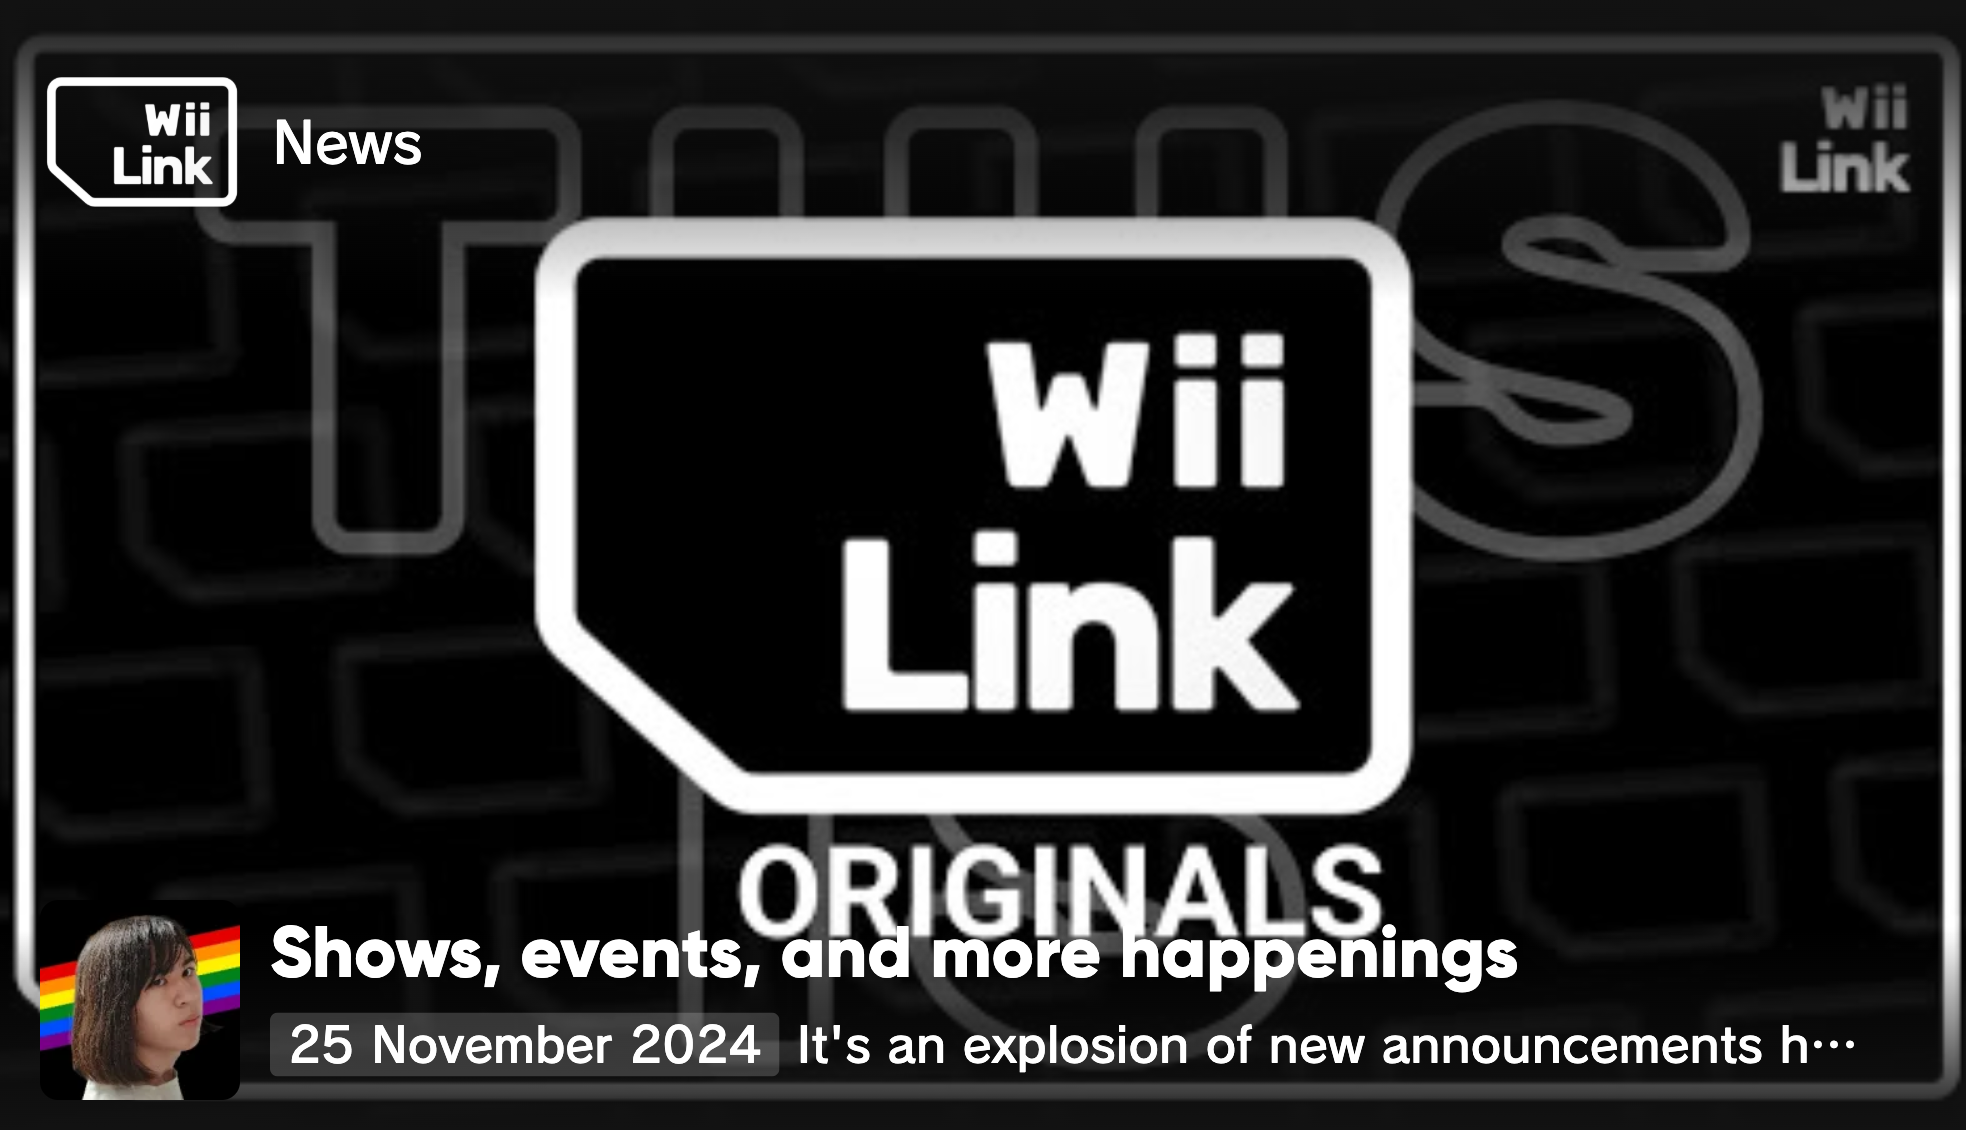 Wii
Link
News
Wii
Link
Wii
Link
ORIGINALS
Shows, events, and more happenings
25 November 2024 It's an explosion of new announcements h…